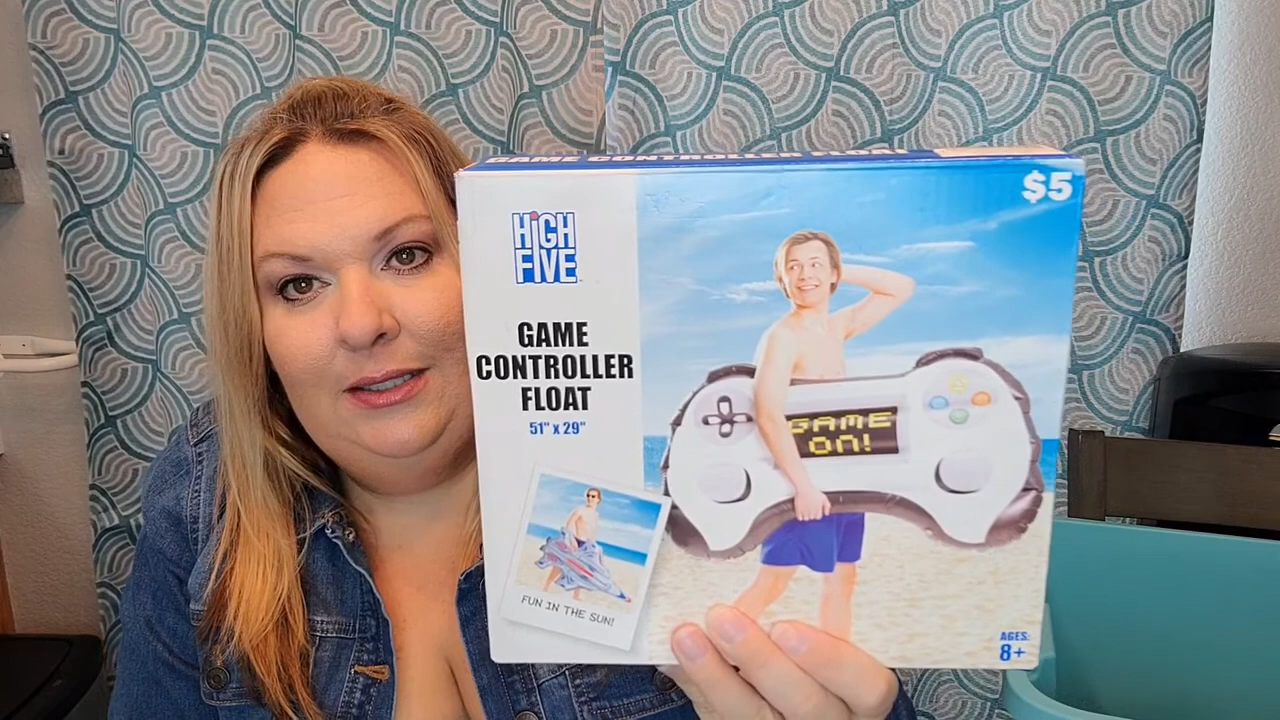 GAME CONTROLLER FLOAT
$5
HIGH
FIVE
GAME
CONTROLLER
FLOAT
51" x 29"
GAME
ON!
FUN IN THE SUN!
AGES:
8+